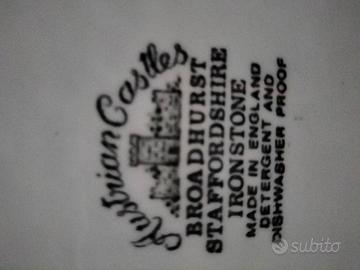 Austrian Castles
BROADHURST
STAFFORDSHIRE
IRONSTONE
MADE IN ENGLAND
DETERGENT AND
DISHWASHER PROOF
subito